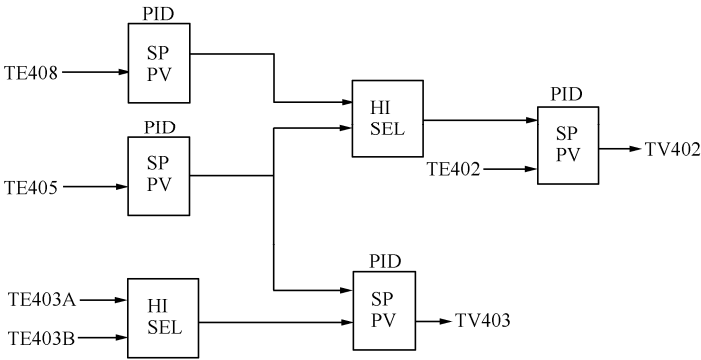 PID
SP
PV
TE408
PID
SP
PV
TE405
HI
SEL
PID
SP
PV
TE402
TV402
TE403A
TE403B
HI
SEL
PID
SP
PV
TV403